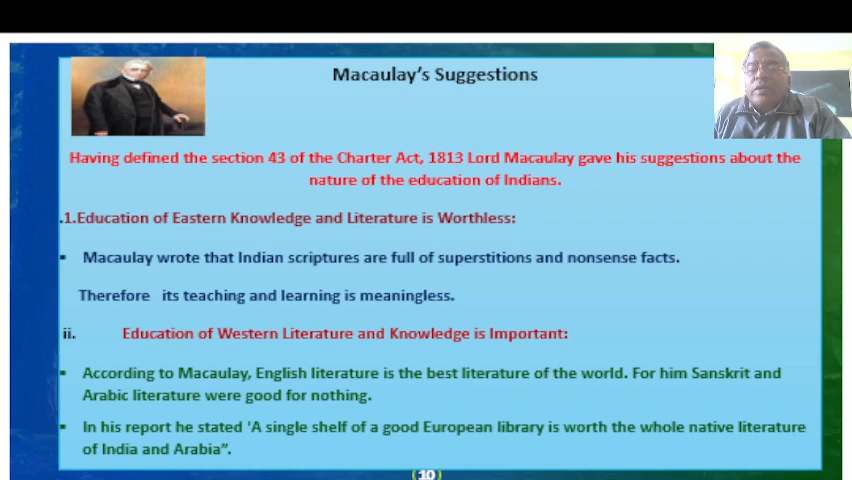 Macaulay's Suggestions
Having defined the section 43 of the Charter Act, 1813 Lord Macaulay gave his suggestions about the
nature of the education of Indians.
.1.Education of Eastern Knowledge and Literature is Worthless:
▪ Macaulay wrote that Indian scriptures are full of superstitions and nonsense facts.
Therefore its teaching and learning is meaningless.
ii. Education of Western Literature and Knowledge is Important:
▪ According to Macaulay, English literature is the best literature of the world. For him Sanskrit and
Arabic literature were good for nothing.
▪ In his report he stated 'A single shelf of a good European library is worth the whole native literature
of India and Arabia”.
(10)